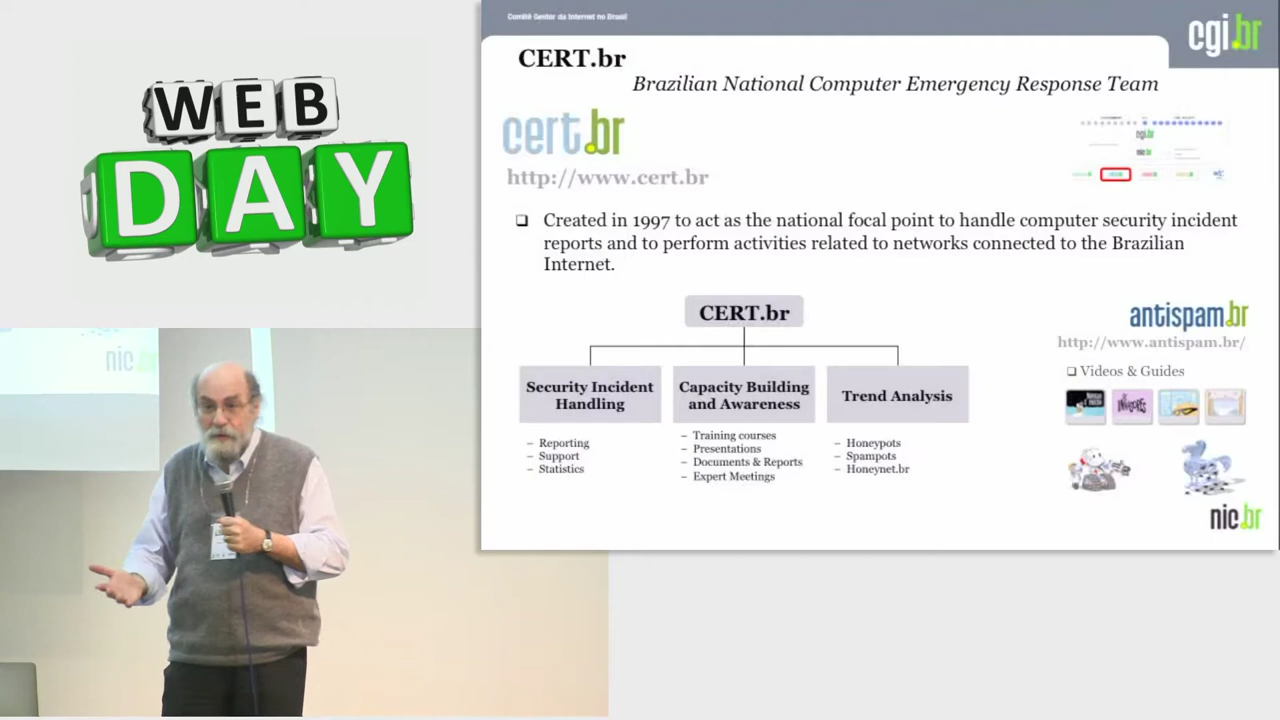 WEB
DAY
nic.br
Comitê Gestor da Internet no Brasil
cgi.br
CERT.br
Brazilian National Computer Emergency Response Team
cert.br
http://www.cert.br
cgi.br
nic.br
❑ Created in 1997 to act as the national focal point to handle computer security incident
reports and to perform activities related to networks connected to the Brazilian
Internet.
CERT.br
Security Incident
Handling
– Reporting
– Support
– Statistics
Capacity Building
and Awareness
– Training courses
– Presentations
– Documents & Reports
– Expert Meetings
Trend Analysis
– Honeypots
– Spampots
– Honeynet.br
antispam.br
http://www.antispam.br/
❑ Videos & Guides
nic.br